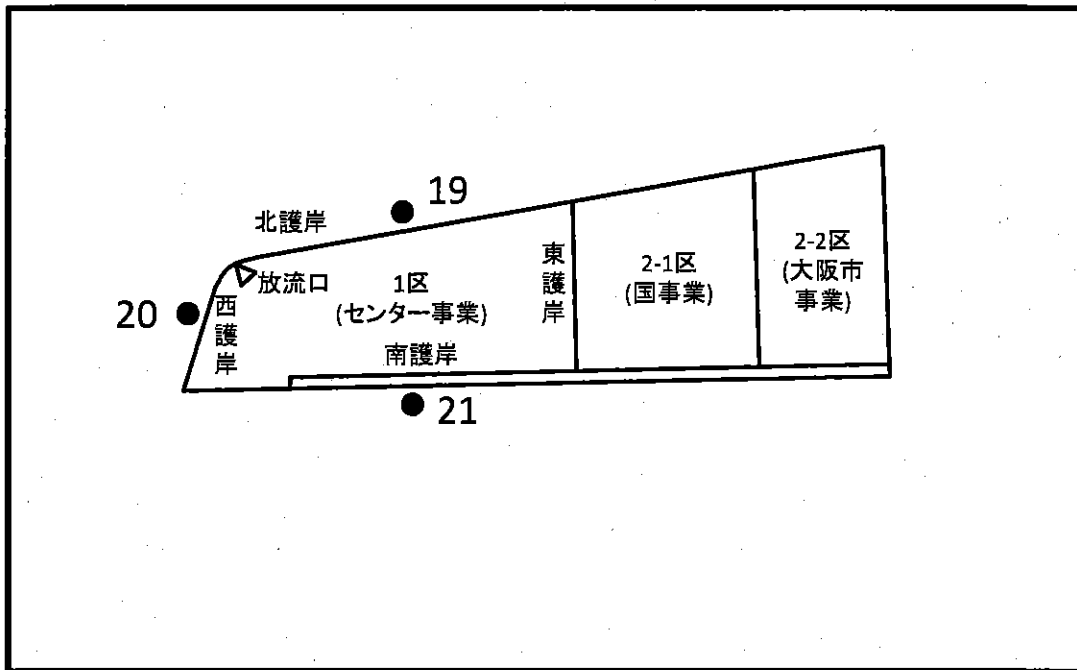 19
北護岸
放流口
20
西護岸
1区
(センター事業)
南護岸
東護岸
2-1区
(国事業)
2-2区
(大阪市
事業)
21